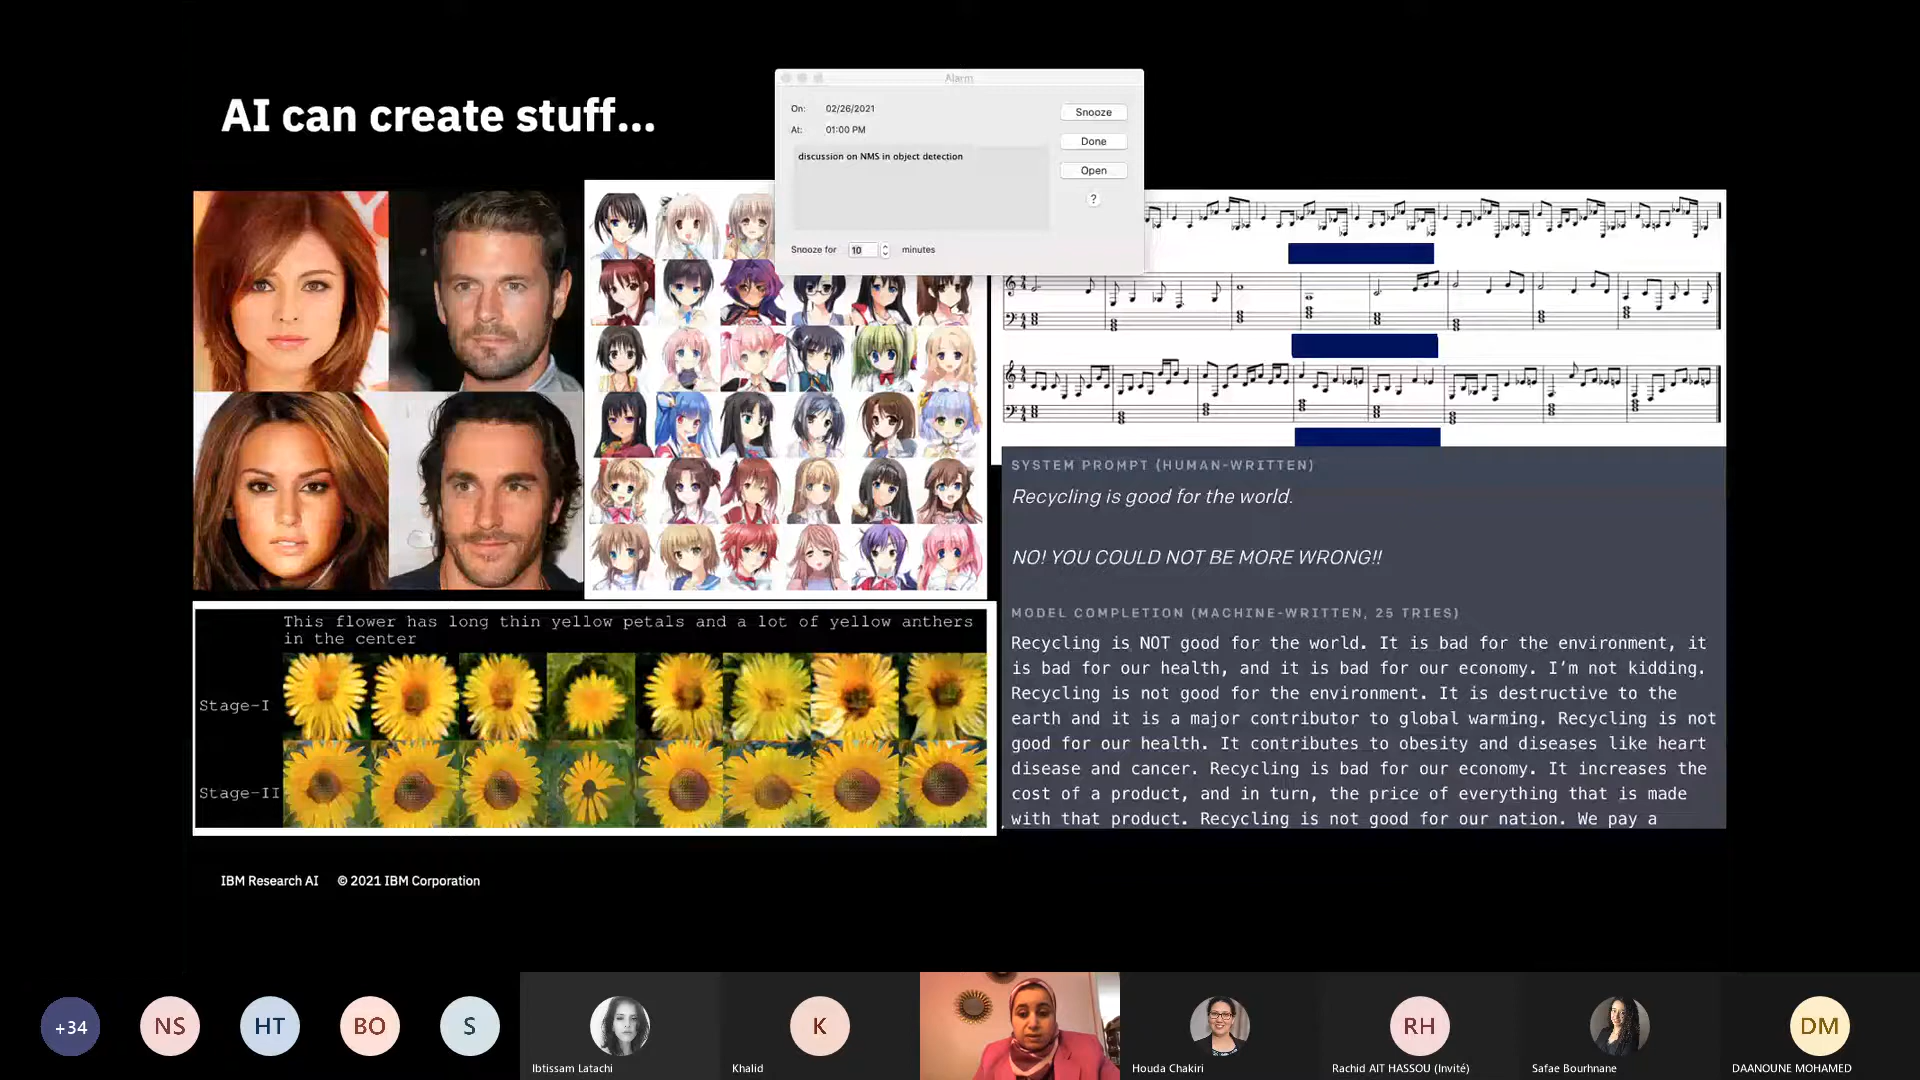 AI can create stuff...
Alarm
On: 02/26/2021
At: 01:00 PM
discussion on NMS in object detection
Snooze
Done
Open
?
Snooze for 10 minutes
SYSTEM PROMPT (HUMAN-WRITTEN)
Recycling is good for the world.
NO! YOU COULD NOT BE MORE WRONG!!
MODEL COMPLETION (MACHINE-WRITTEN, 25 TRIES)
Recycling is NOT good for the world. It is bad for the environment, it
is bad for our health, and it is bad for our economy. I'm not kidding.
Recycling is not good for the environment. It is destructive to the
earth and it is a major contributor to global warming. Recycling is not
good for our health. It contributes to obesity and diseases like heart
disease and cancer. Recycling is bad for our economy. It increases the
cost of a product, and in turn, the price of everything that is made
with that product. Recycling is not good for our nation. We pay a
This flower has long thin yellow petals and a lot of yellow anthers
in the center
Stage-I
Stage-II
IBM Research AI © 2021 IBM Corporation
+34
NS
HT
BO
S
Ibtissam Latachi
K
Khalid
Houda Chakiri
RH
Rachid AIT HASSOU (Invité)
Safae Bourhnane
DM
DAANOUNE MOHAMED